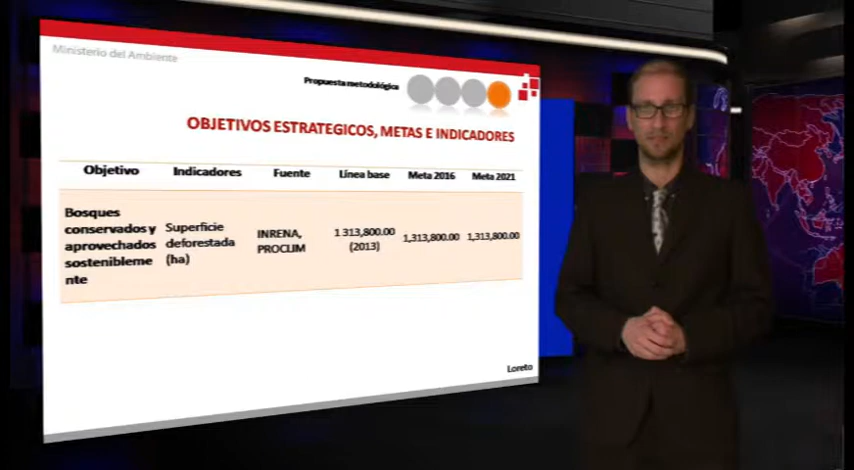 Ministerio del Ambiente
Propuesta metodológica
OBJETIVOS ESTRATEGICOS, METAS E INDICADORES
Objetivo Indicadores Fuente Línea base Meta 2016 Meta 2021
Bosques
conservados y
aprovechados
sostenibleme
nte
Superficie
deforestada
(ha)
INRENA,
PROCLIM
1 313,800.00
(2013)
1,313,800.00
1,313,800.00
Loreto